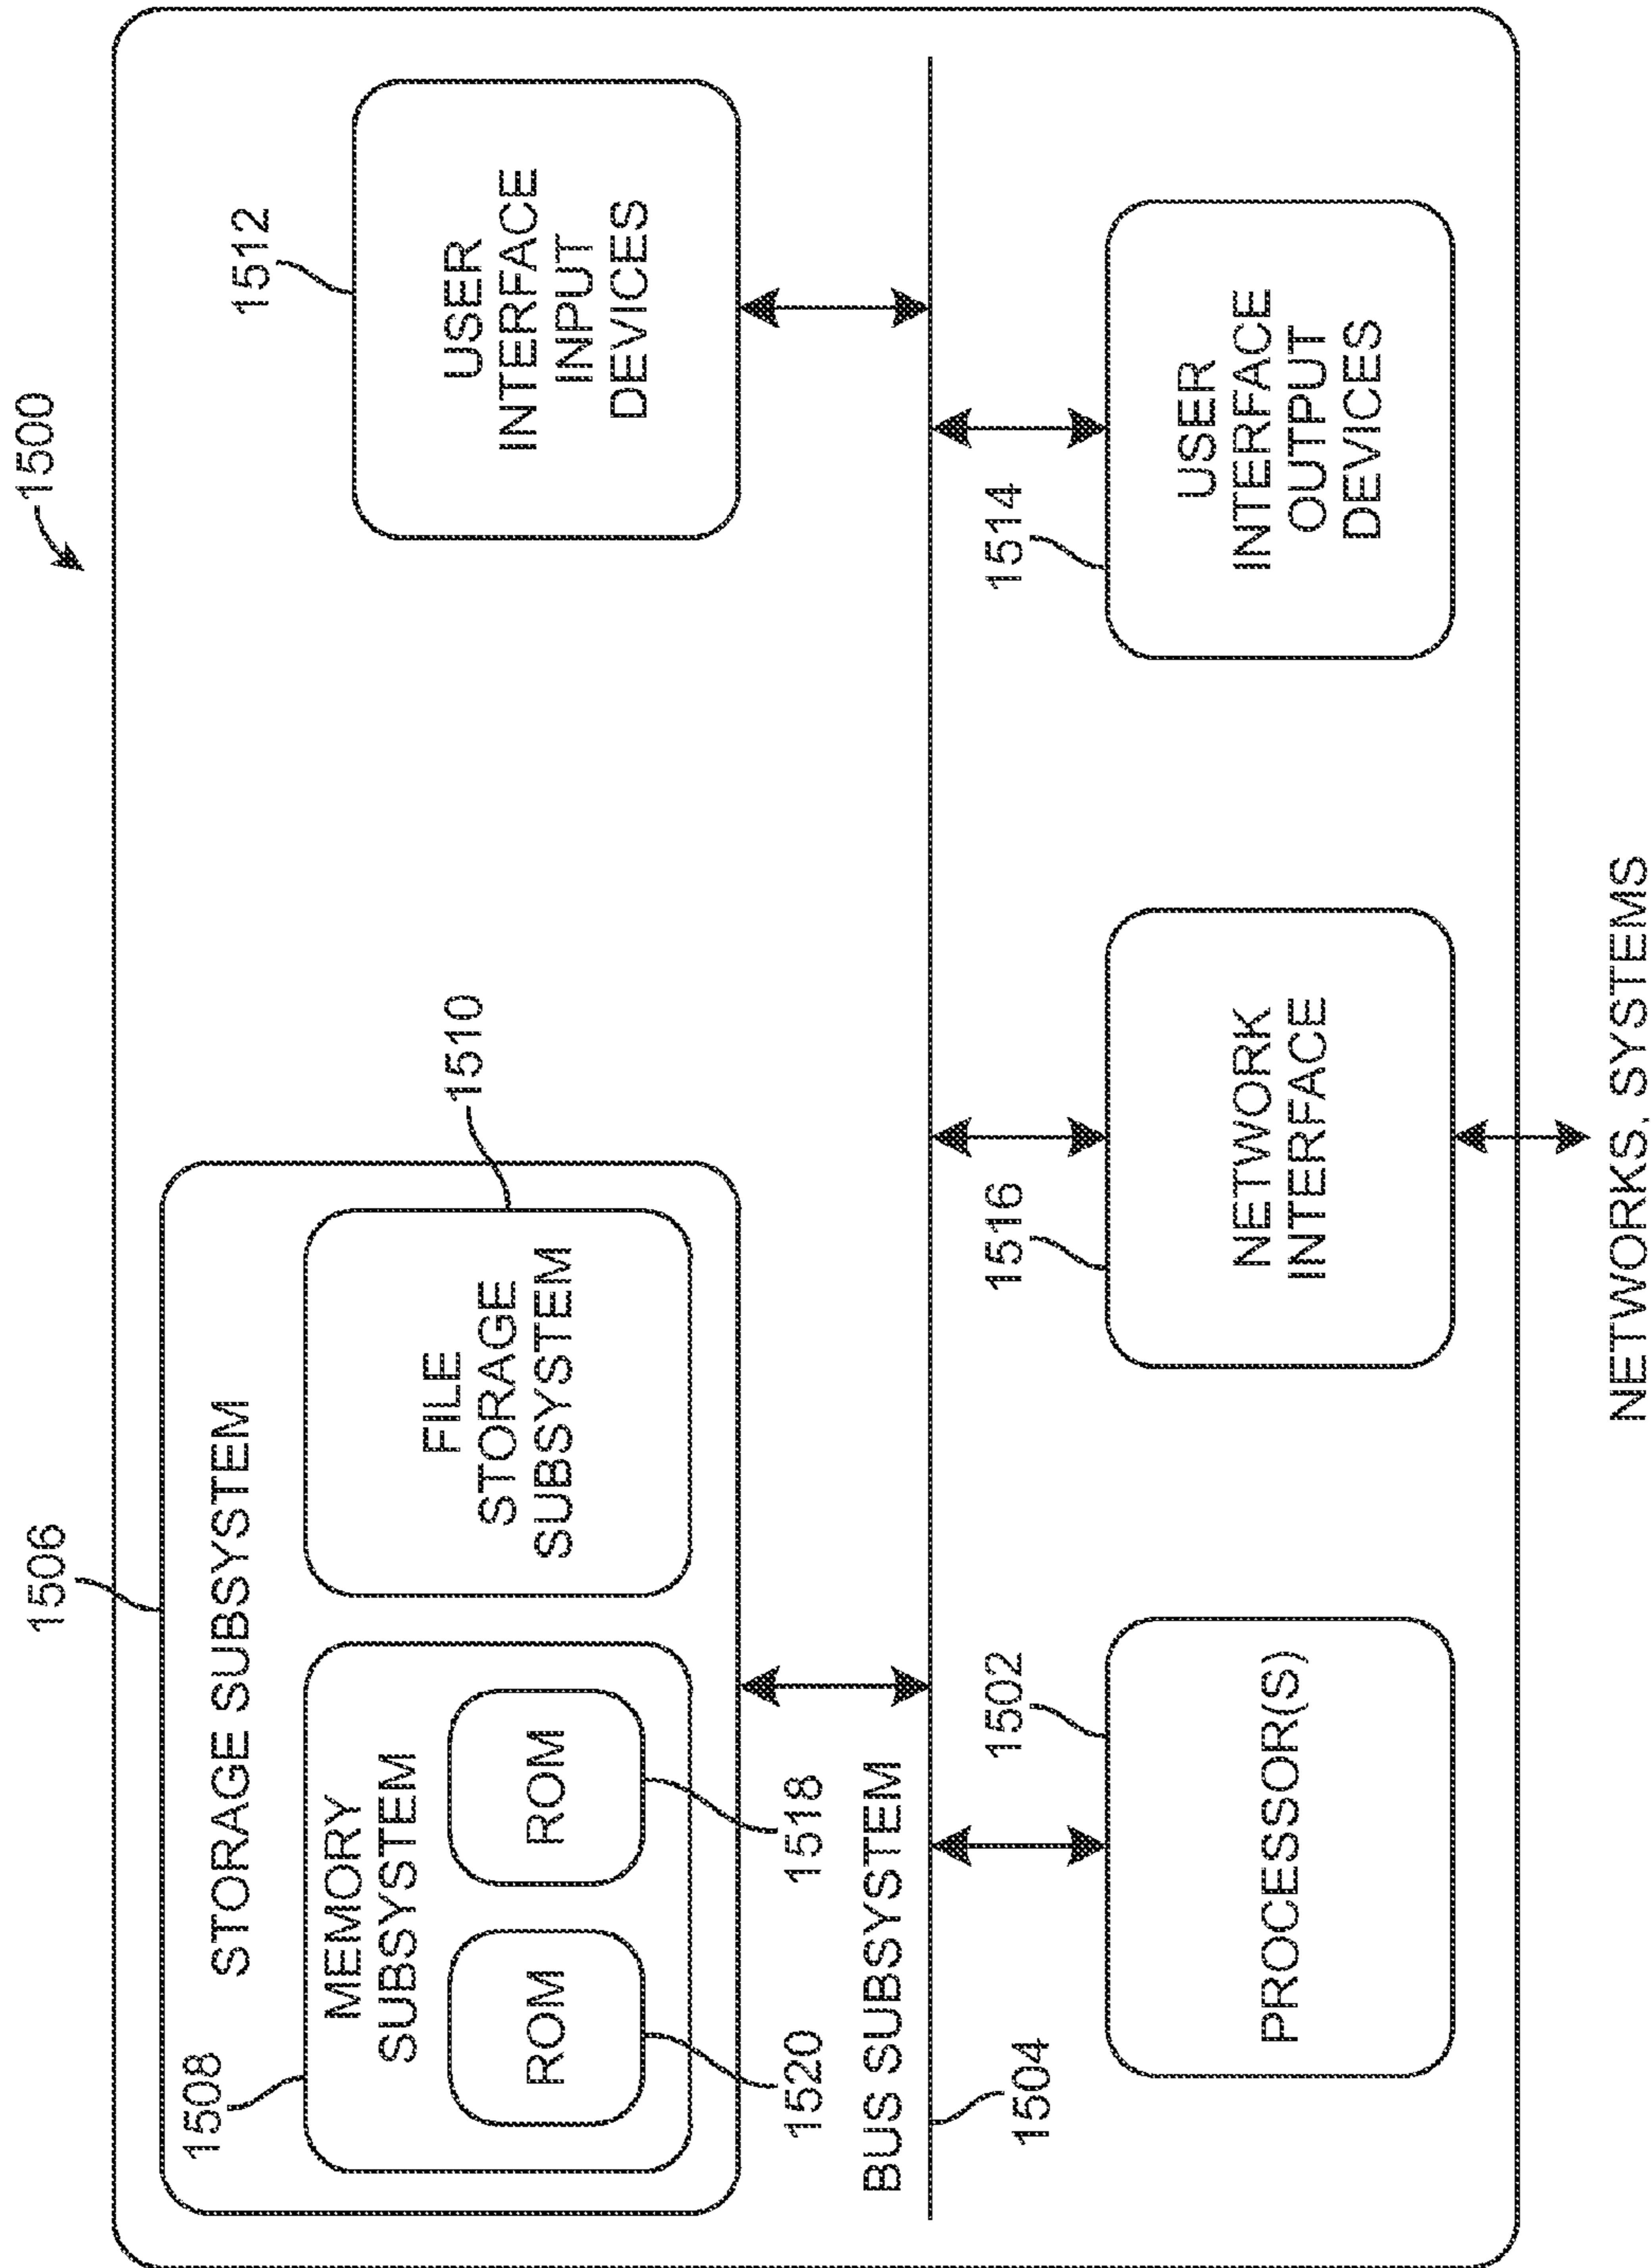 1500
1506
STORAGE SUBSYSTEM
1508
MEMORY
SUBSYSTEM
ROM
ROM
1520
1518
FILE
STORAGE
SUBSYSTEM
1510
1512
USER
INTERFACE
INPUT
DEVICES
BUS SUBSYSTEM
1504
1502
PROCESSOR(S)
1516
NETWORK
INTERFACE
1514
USER
INTERFACE
OUTPUT
DEVICES
NETWORKS, SYSTEMS